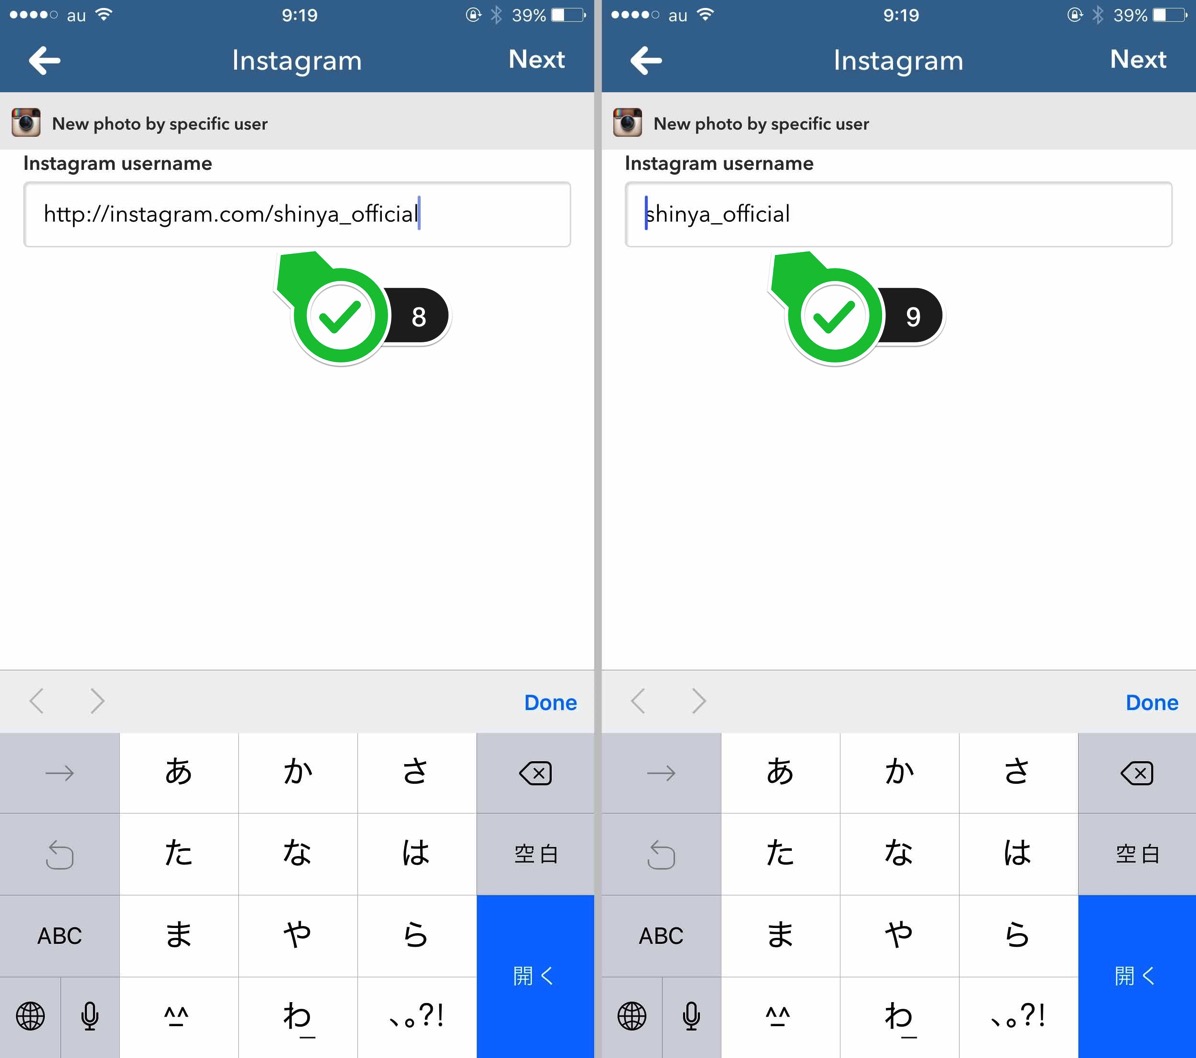 au 9:19 39%
Instagram Next
New photo by specific user
Instagram username
http://instagram.com/shinya_official
8
Done
あ か さ
た な は 空白
ABC ま や ら
開く
^^ わ_ 、。?!
au 9:19 39%
Instagram Next
New photo by specific user
Instagram username
shinya_official
9
Done
あ か さ
た な は 空白
ABC ま や ら
開く
^^ わ_ 、。?!